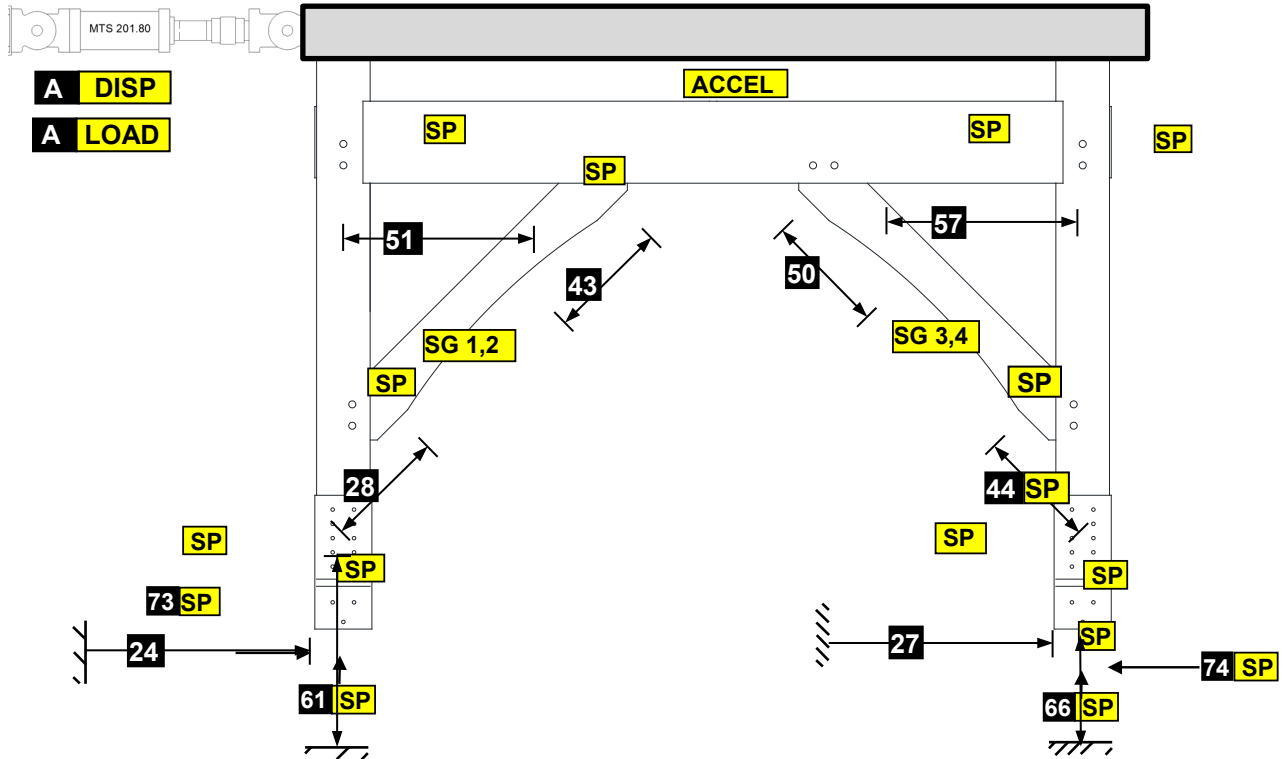 MTS 201.80
A DISP
ACCEL
A LOAD
SP
SP
SP
SP
51
57
43
50
SG 1,2
SG 3,4
SP
SP
28
44 SP
SP
SP
SP
SP
73 SP
24
27
SP
74 SP
61 SP
66 SP